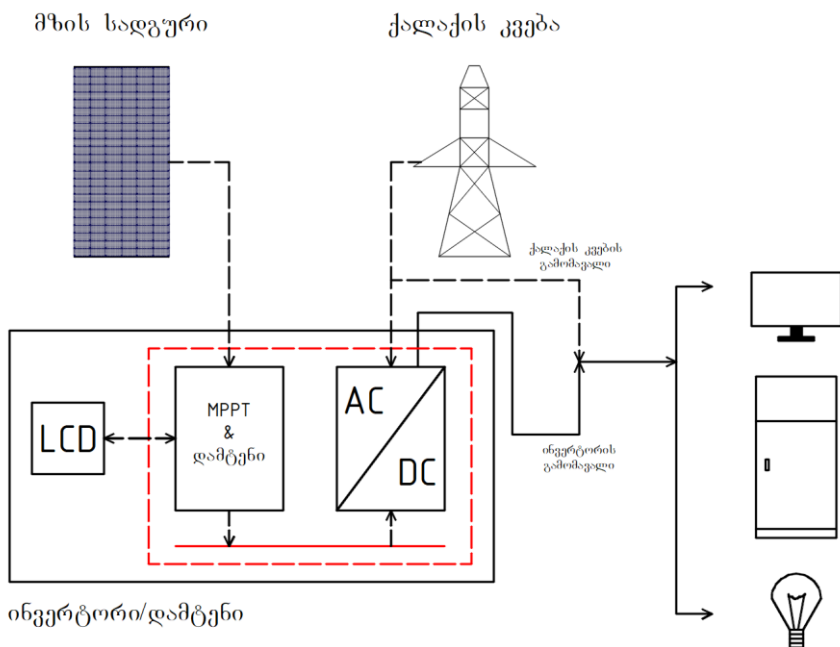 მზის სადგური
ქალაქის კვება
ქალაქის კვების
გამომავალი
LCD
MPPT
&
დამტენი
AC
DC
ინვერტორის
გამომავალი
ინვერტორი/დამტენი